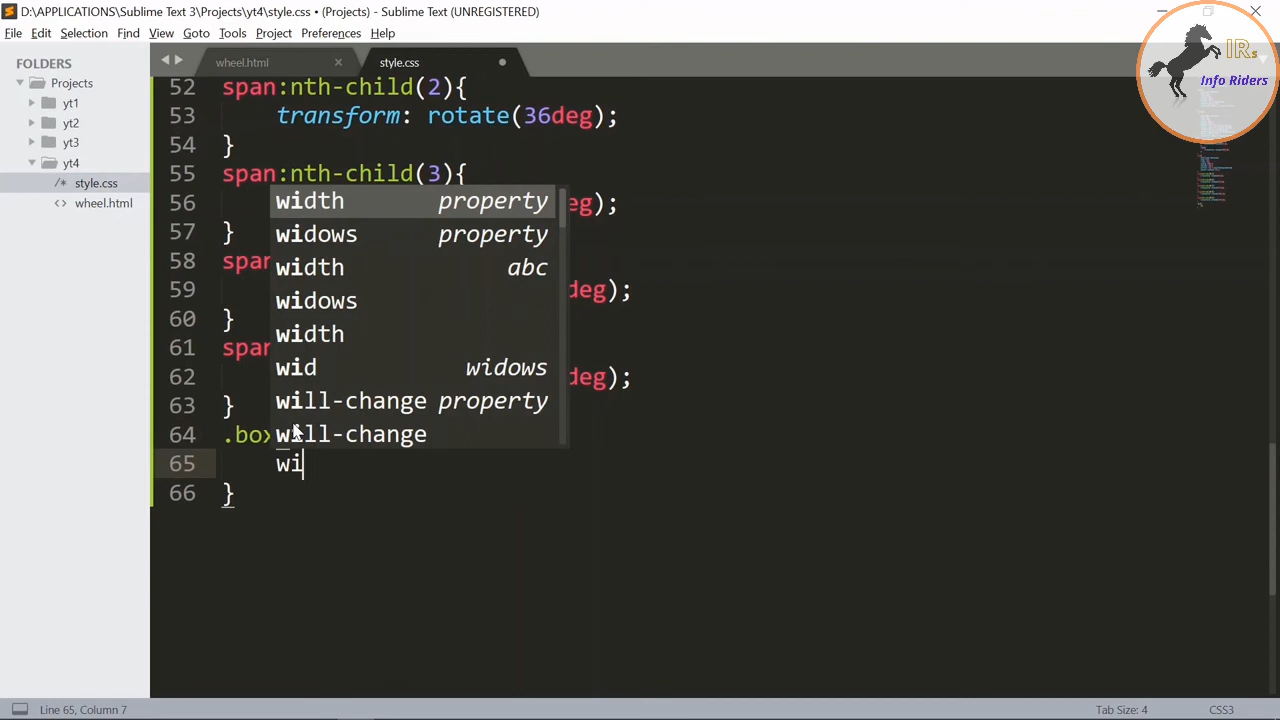 D:\APPLICATIONS\Sublime Text 3\Projects\yt4\style.css • (Projects) - Sublime Text (UNREGISTERED)
File Edit Selection Find View Goto Tools Project Preferences Help
IRs
Info Riders
FOLDERS
Projects
yt1
yt2
yt3
yt4
/* style.css
<> wheel.html
wheel.html ×
style.css
52 span:nth-child(2){
53 transform: rotate(36deg);
54 }
55 span:nth-child(3){
56 eg);
57 }
58 span
59 deg);
60 }
61 span
62 deg);
63 }
64 .box
65 wi
66 }
width property
widows property
width abc
widows
width
wid widows
will-change property
will-change
Line 65, Column 7
Tab Size: 4
CSS3